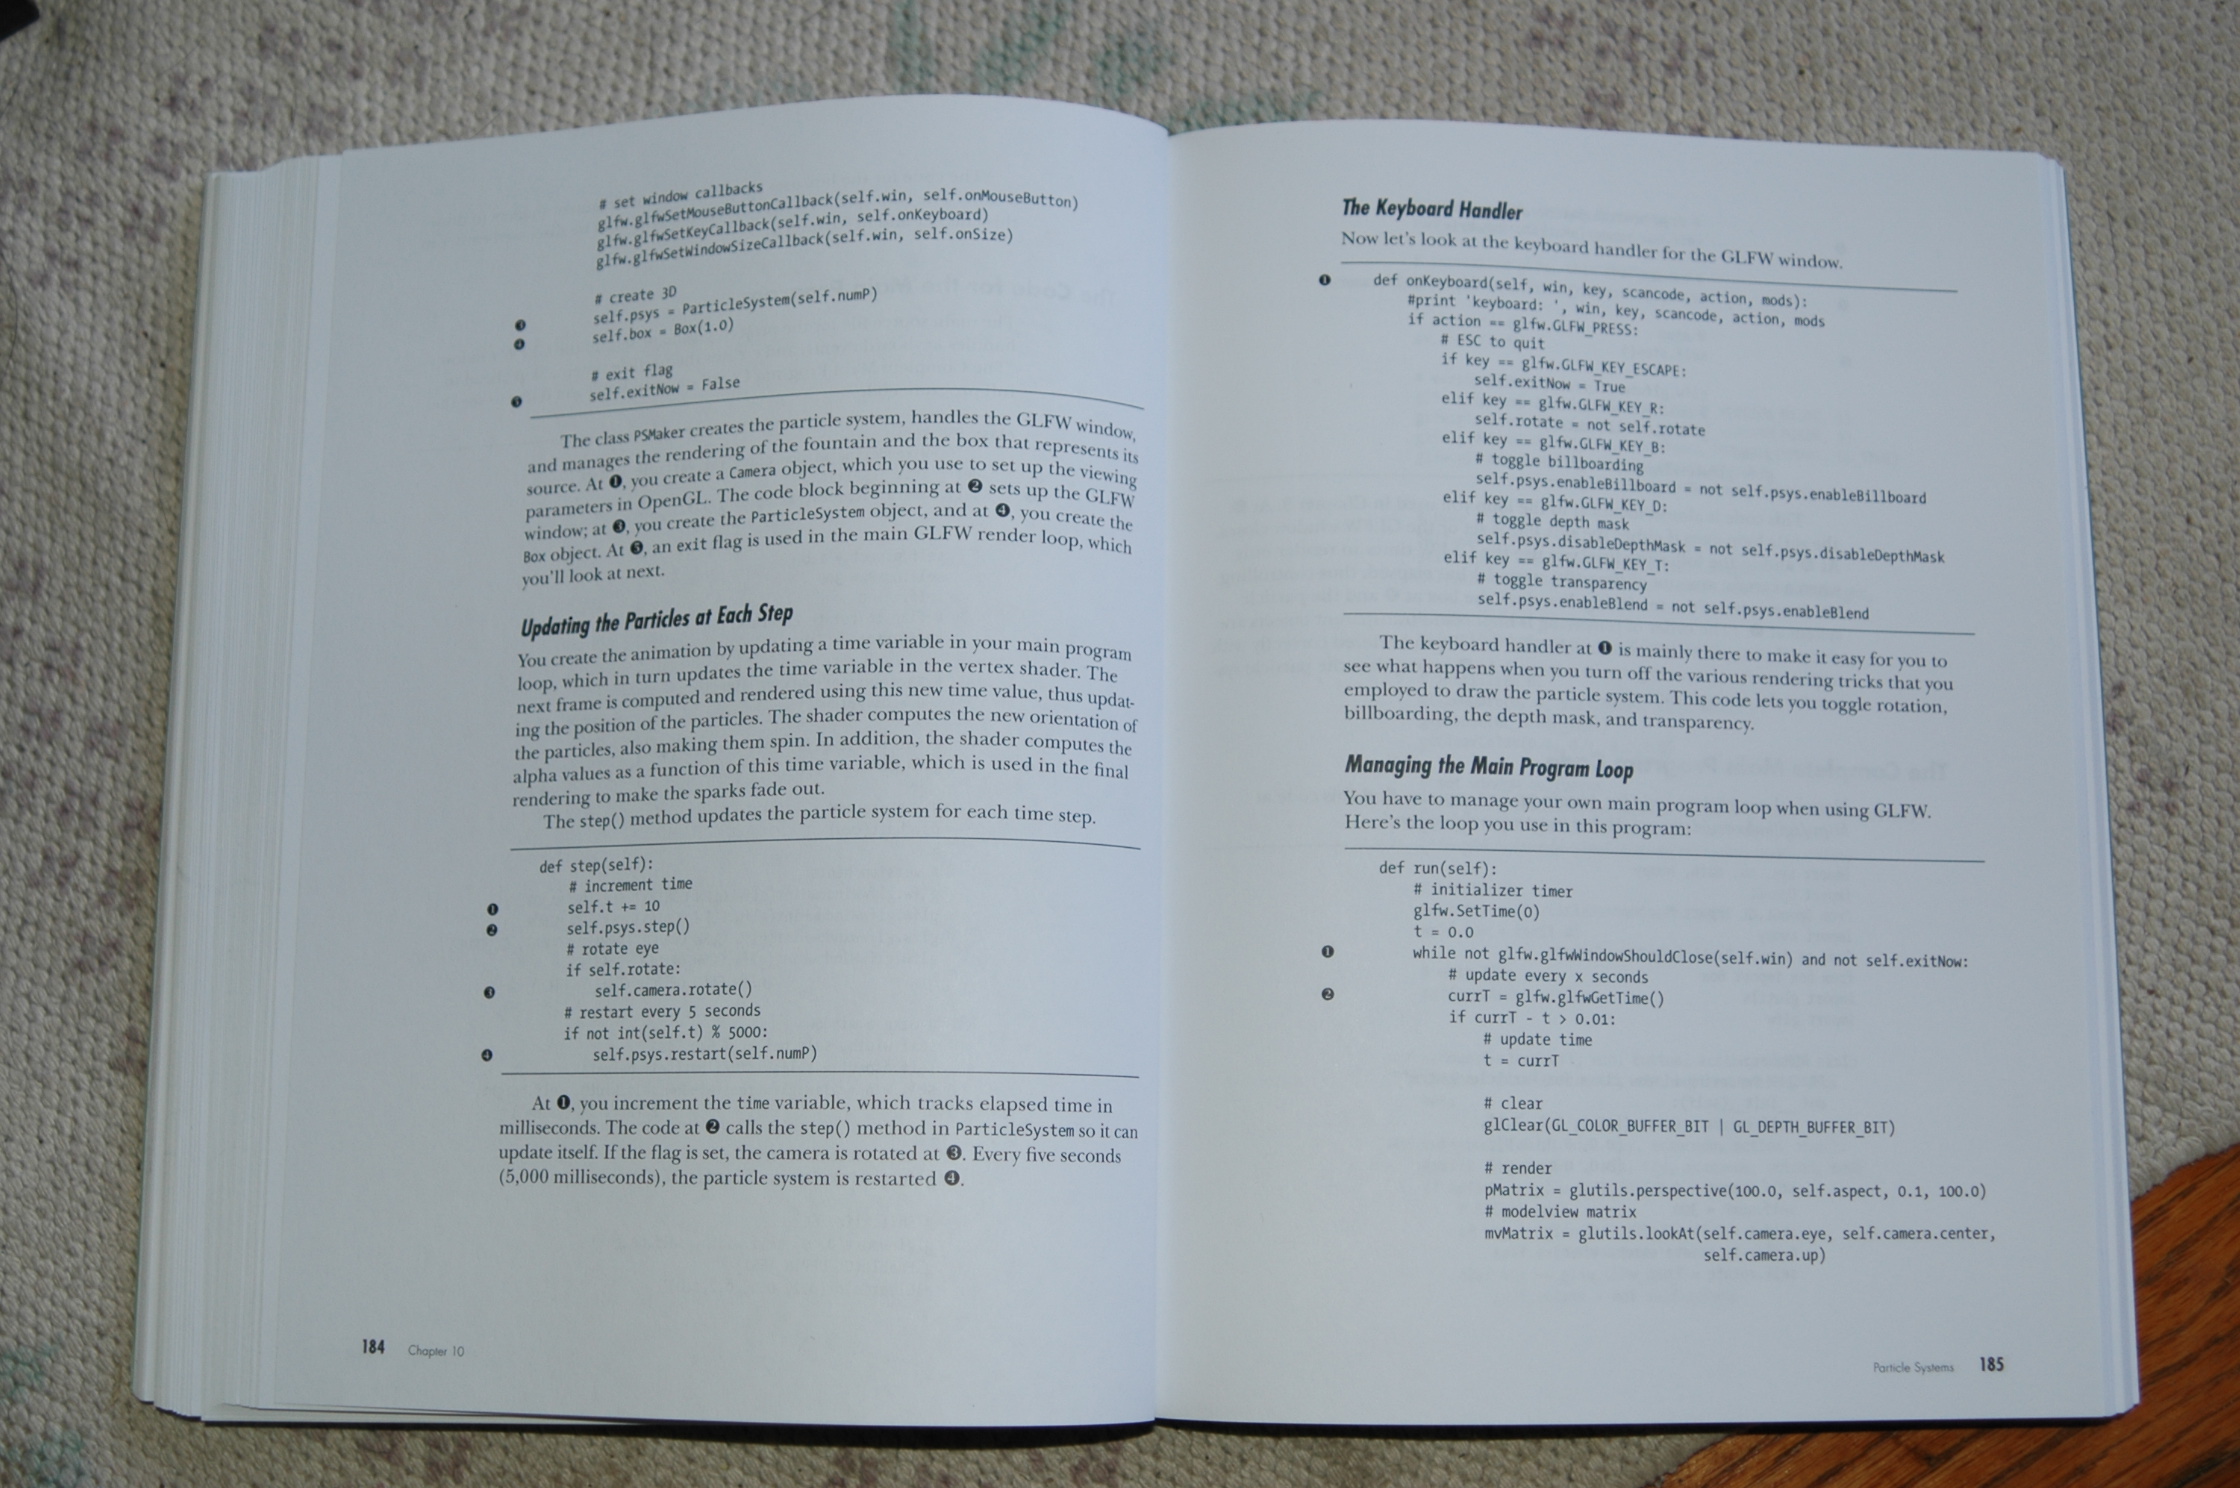 # set window callbacks
glfw.glfwSetMouseButtonCallback(self.win, self.onMouseButton)
glfw.glfwSetKeyCallback(self.win, self.onKeyboard)
glfw.glfwSetWindowSizeCallback(self.win, self.onSize)
# create 3D
❸ self.psys = ParticleSystem(self.numP)
❹ self.box = Box(1.0)
# exit flag
❺ self.exitNow = False
The class PSMaker creates the particle system, handles the GLFW window,
and manages the rendering of the fountain and the box that represents its
source. At ❶, you create a Camera object, which you use to set up the viewing
parameters in OpenGL. The code block beginning at ❷ sets up the GLFW
window; at ❸, you create the ParticleSystem object, and at ❹, you create the
Box object. At ❺, an exit flag is used in the main GLFW render loop, which
you'll look at next.
Updating the Particles at Each Step
You create the animation by updating a time variable in your main program
loop, which in turn updates the time variable in the vertex shader. The
next frame is computed and rendered using this new time value, thus updat-
ing the position of the particles. The shader computes the new orientation of
the particles, also making them spin. In addition, the shader computes the
alpha values as a function of this time variable, which is used in the final
rendering to make the sparks fade out.
The step() method updates the particle system for each time step.
def step(self):
# increment time
❶ self.t += 10
❷ self.psys.step()
# rotate eye
if self.rotate:
❸ self.camera.rotate()
# restart every 5 seconds
if not int(self.t) % 5000:
❹ self.psys.restart(self.numP)
At ❶, you increment the time variable, which tracks elapsed time in
milliseconds. The code at ❷ calls the step() method in ParticleSystem so it can
update itself. If the flag is set, the camera is rotated at ❸. Every five seconds
(5,000 milliseconds), the particle system is restarted ❹.
184 Chapter 10
The Keyboard Handler
Now let's look at the keyboard handler for the GLFW window.
❶ def onKeyboard(self, win, key, scancode, action, mods):
#print 'keyboard: ', win, key, scancode, action, mods
if action == glfw.GLFW_PRESS:
# ESC to quit
if key == glfw.GLFW_KEY_ESCAPE:
self.exitNow = True
elif key == glfw.GLFW_KEY_R:
self.rotate = not self.rotate
elif key == glfw.GLFW_KEY_B:
# toggle billboarding
self.psys.enableBillboard = not self.psys.enableBillboard
elif key == glfw.GLFW_KEY_D:
# toggle depth mask
self.psys.disableDepthMask = not self.psys.disableDepthMask
elif key == glfw.GLFW_KEY_T:
# toggle transparency
self.psys.enableBlend = not self.psys.enableBlend
The keyboard handler at ❶ is mainly there to make it easy for you to
see what happens when you turn off the various rendering tricks that you
employed to draw the particle system. This code lets you toggle rotation,
billboarding, the depth mask, and transparency.
Managing the Main Program Loop
You have to manage your own main program loop when using GLFW.
Here's the loop you use in this program:
def run(self):
# initializer timer
glfw.SetTime(0)
t = 0.0
❶ while not glfw.glfwWindowShouldClose(self.win) and not self.exitNow:
# update every x seconds
❷ currT = glfw.glfwGetTime()
if currT - t > 0.01:
# update time
t = currT
# clear
glClear(GL_COLOR_BUFFER_BIT | GL_DEPTH_BUFFER_BIT)
# render
pMatrix = glutils.perspective(100.0, self.aspect, 0.1, 100.0)
# modelview matrix
mvMatrix = glutils.lookAt(self.camera.eye, self.camera.center,
self.camera.up)
Particle Systems 185